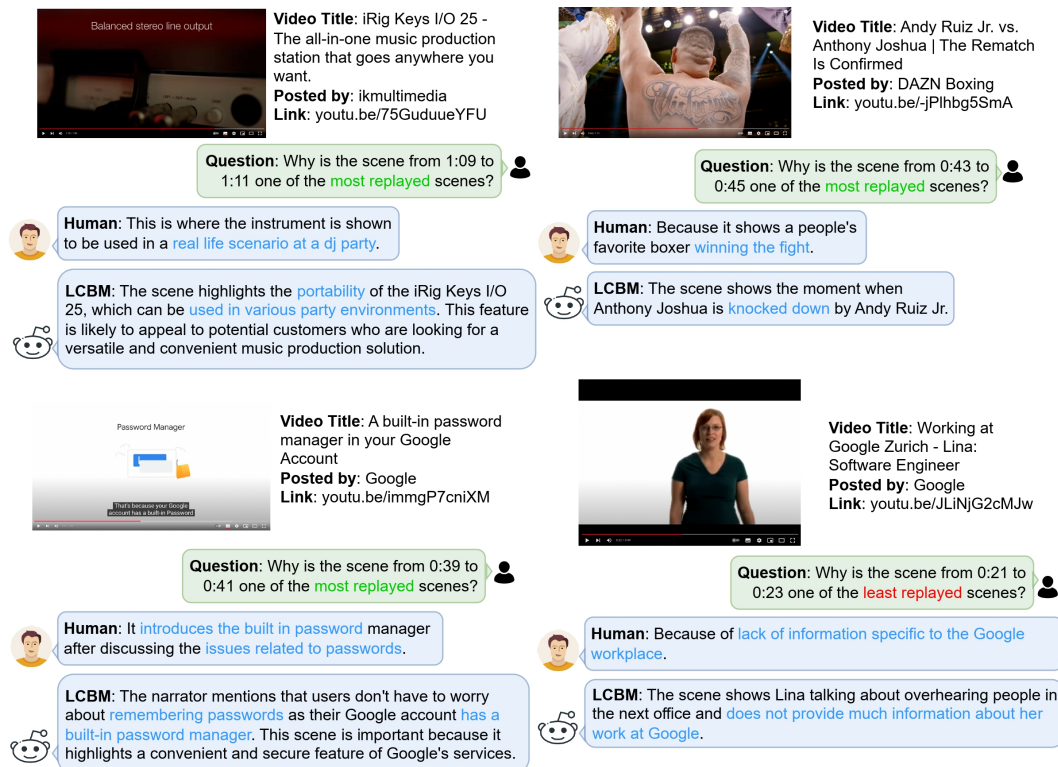 Balanced stereo line output
Video Title: iRig Keys I/O 25 -
The all-in-one music production
station that goes anywhere you
want.
Posted by: ikmultimedia
Link: youtu.be/75GuduueYFU
Question: Why is the scene from 1:09 to
1:11 one of the most replayed scenes?
Human: This is where the instrument is shown
to be used in a real life scenario at a dj party.
LCBM: The scene highlights the portability of the iRig Keys I/O
25, which can be used in various party environments. This feature
is likely to appeal to potential customers who are looking for a
versatile and convenient music production solution.
Video Title: Andy Ruiz Jr. vs.
Anthony Joshua | The Rematch
Is Confirmed
Posted by: DAZN Boxing
Link: youtu.be/-jPlhbg5SmA
Question: Why is the scene from 0:43 to
0:45 one of the most replayed scenes?
Human: Because it shows a people's
favorite boxer winning the fight.
LCBM: The scene shows the moment when
Anthony Joshua is knocked down by Andy Ruiz Jr.
Password Manager
That's because your Google
account has a built-in Password
Video Title: A built-in password
manager in your Google
Account
Posted by: Google
Link: youtu.be/immgP7cniXM
Question: Why is the scene from 0:39 to
0:41 one of the most replayed scenes?
Human: It introduces the built in password manager
after discussing the issues related to passwords.
LCBM: The narrator mentions that users don't have to worry
about remembering passwords as their Google account has a
built-in password manager. This scene is important because it
highlights a convenient and secure feature of Google's services.
Video Title: Working at
Google Zurich - Lina:
Software Engineer
Posted by: Google
Link: youtu.be/JLiNjG2cMJw
Question: Why is the scene from 0:21 to
0:23 one of the least replayed scenes?
Human: Because of lack of information specific to the Google
workplace.
LCBM: The scene shows Lina talking about overhearing people in
the next office and does not provide much information about her
work at Google.